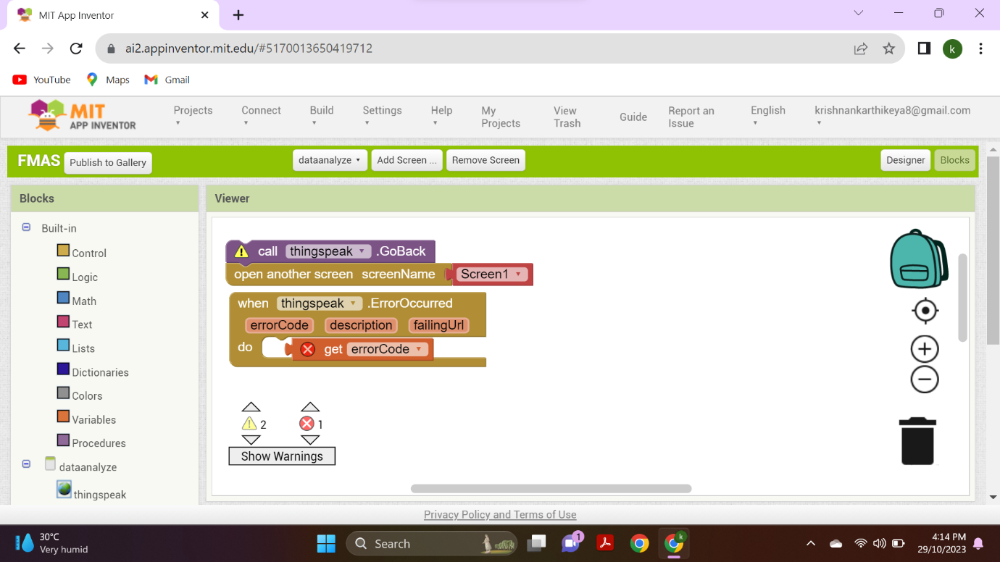 MIT App Inventor
ai2.appinventor.mit.edu/#5170013650419712
YouTube Maps Gmail
MIT
APP INVENTOR
Projects Connect Build Settings Help My Projects View Trash Guide Report an Issue English krishnankarthikeya8@gmail.com
FMAS Publish to Gallery dataanalyze Add Screen ... Remove Screen Designer Blocks
Blocks Viewer
Built-in
Control
Logic
Math
Text
Lists
Dictionaries
Colors
Variables
Procedures
dataanalyze
thingspeak
call thingspeak .GoBack
open another screen screenName Screen1
when thingspeak .ErrorOccurred
errorCode description failingUrl
do get errorCode
2 1
Show Warnings
Privacy Policy and Terms of Use
30°C
Very humid
Search
1
k
k
4:14 PM
29/10/2023